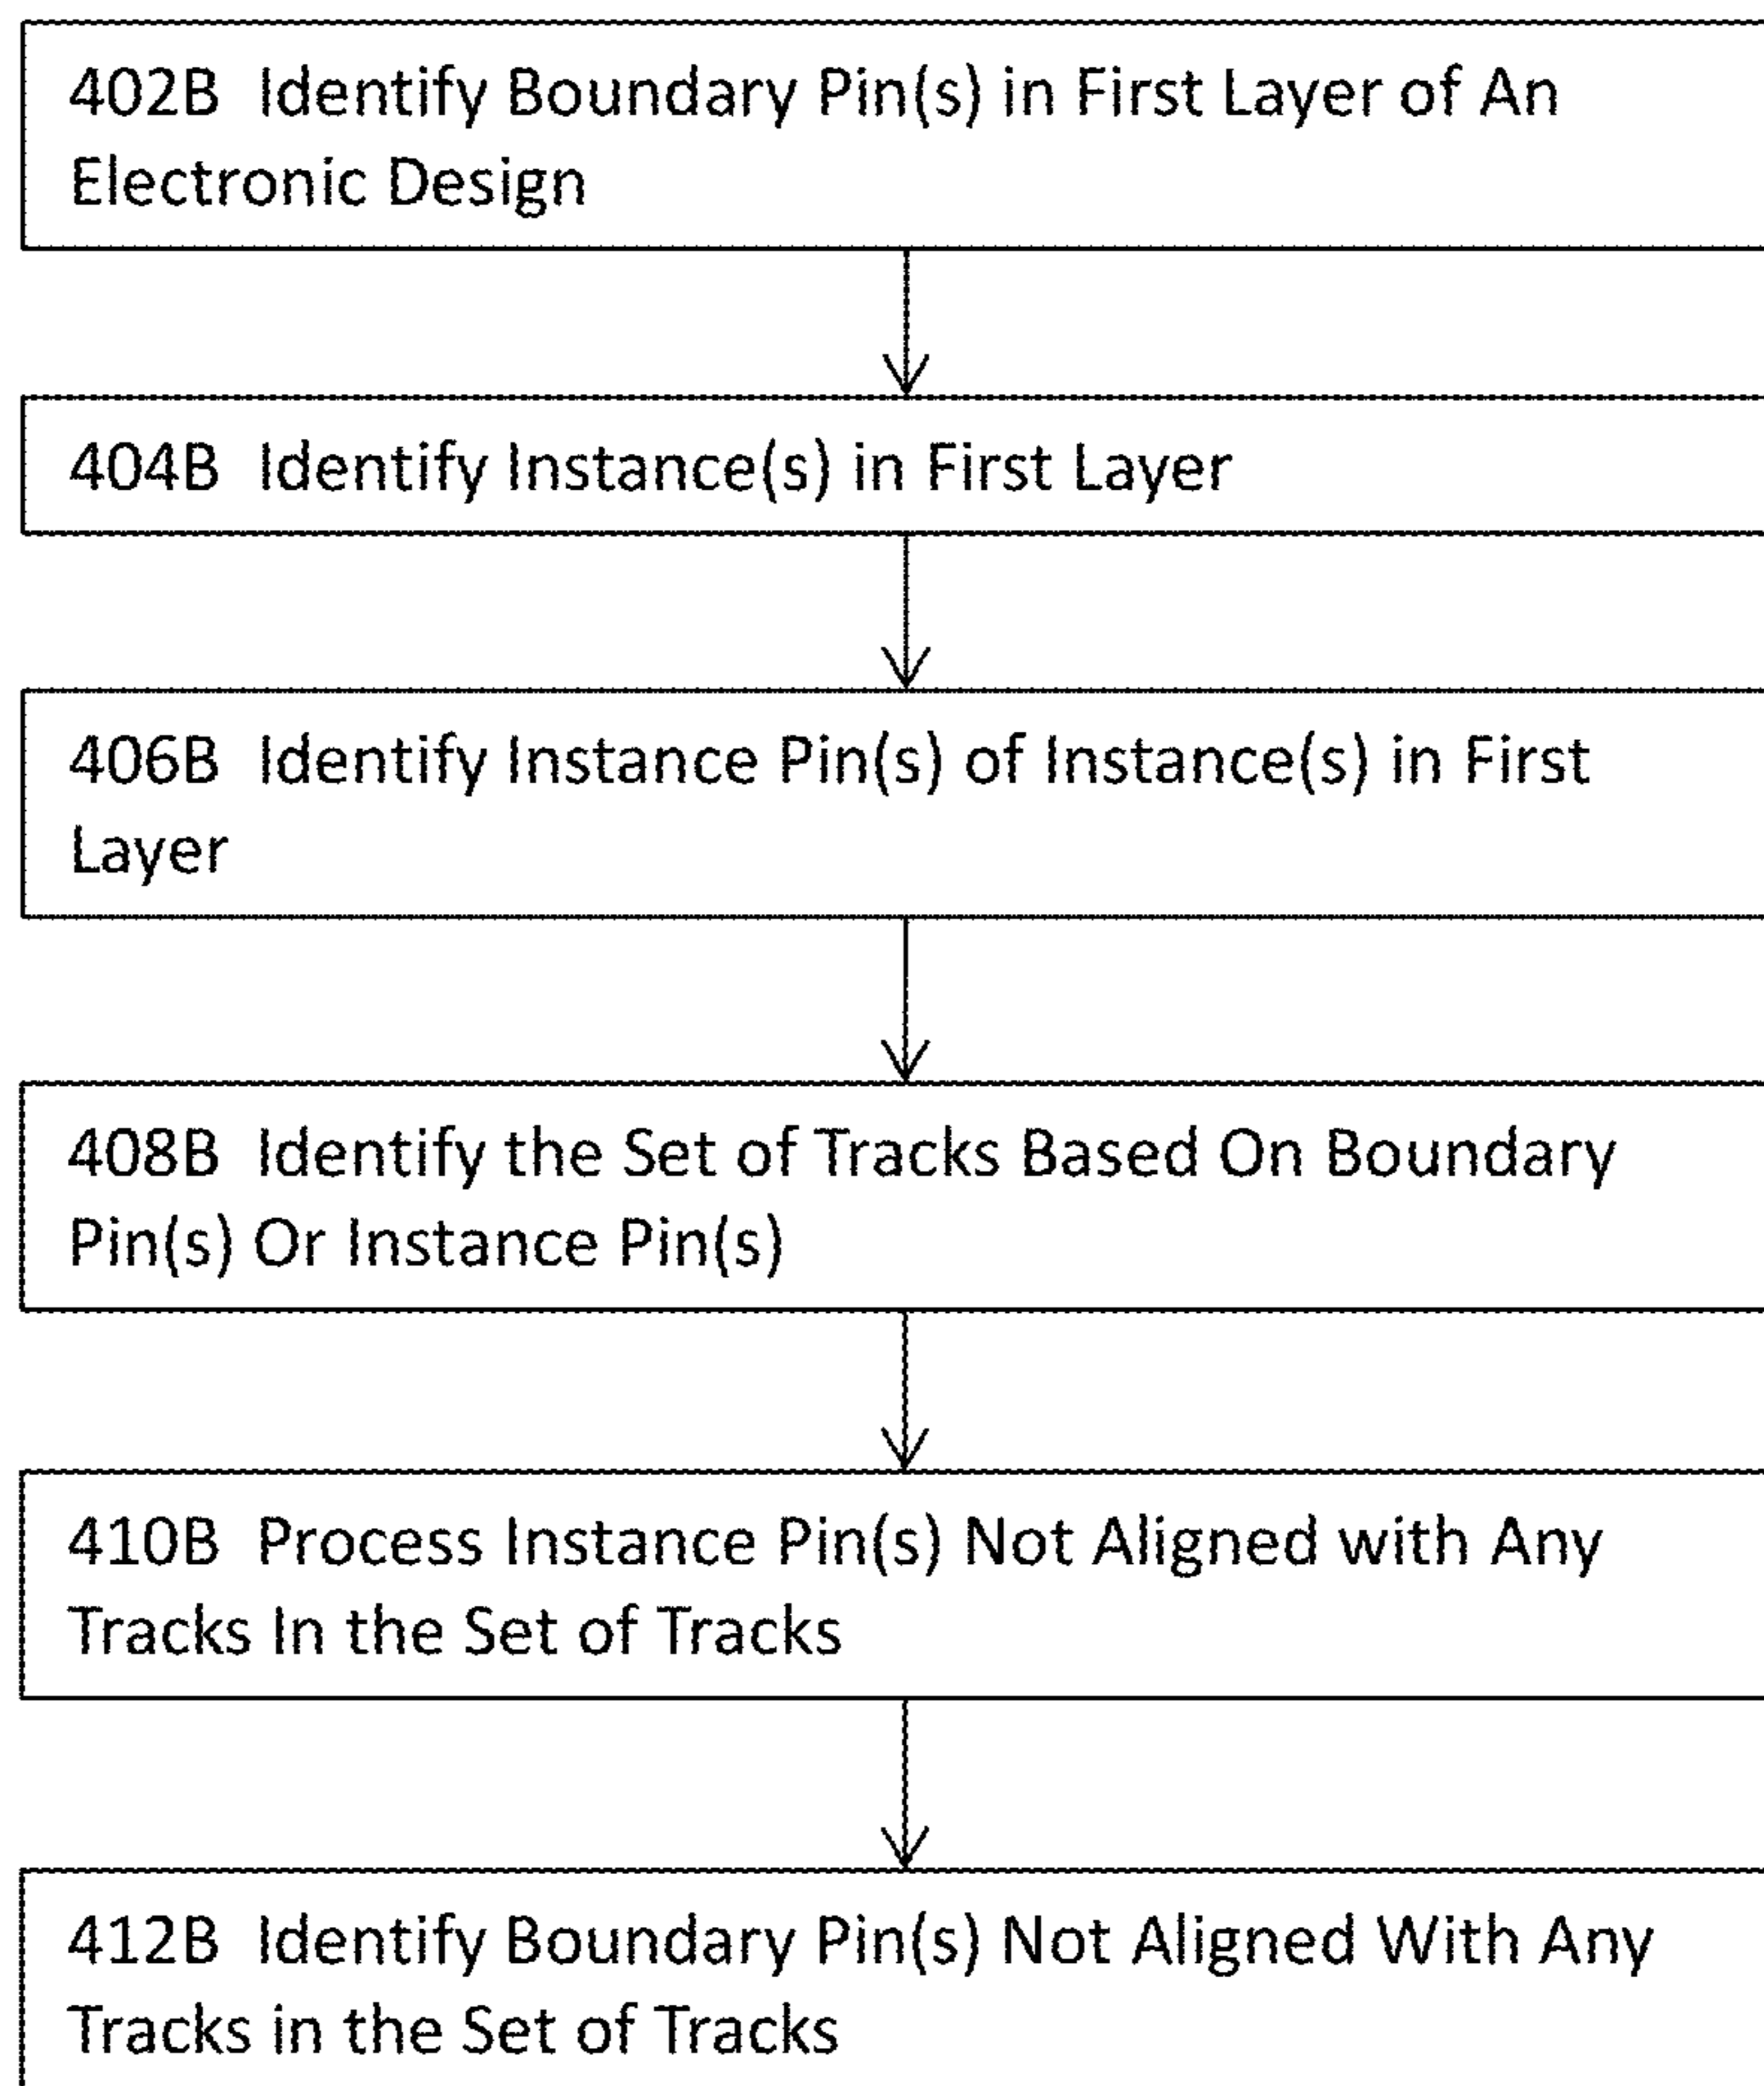 402B Identify Boundary Pin(s) in First Layer of An
Electronic Design
404B Identify Instance(s) in First Layer
406B Identify Instance Pin(s) of Instance(s) in First
Layer
408B Identify the Set of Tracks Based On Boundary
Pin(s) Or Instance Pin(s)
410B Process Instance Pin(s) Not Aligned with Any
Tracks In the Set of Tracks
412B Identify Boundary Pin(s) Not Aligned With Any
Tracks in the Set of Tracks